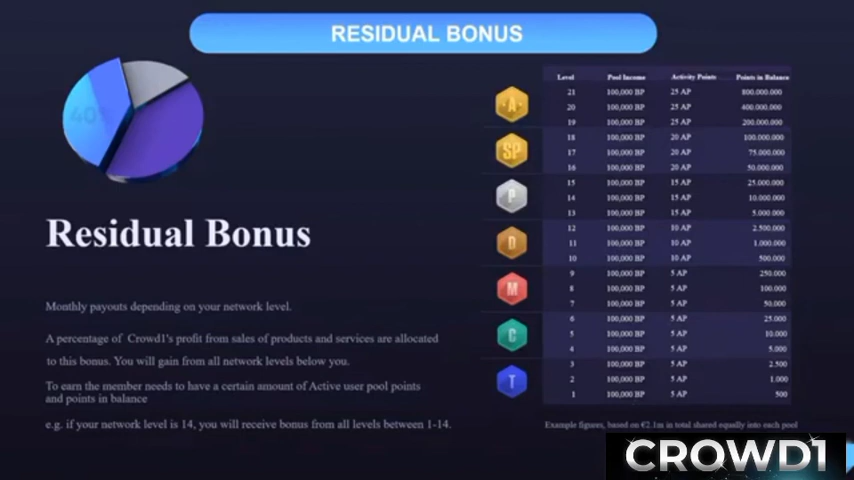 RESIDUAL BONUS
40%
Residual Bonus
Monthly payouts depending on your network level.
A percentage of Crowd1's profit from sales of products and services are allocated
to this bonus. You will gain from all network levels below you.
To earn the member needs to have a certain amount of Active user pool points
and points in balance
e.g. if your network level is 14, you will receive bonus from all levels between 1-14.
A
SP
P
D
M
C
T
Level Pool Income Activity Points Points in Balance
21 100,000 BP 25 AP 800.000.000
20 100,000 BP 25 AP 400.000.000
19 100,000 BP 25 AP 200.000.000
18 100,000 BP 20 AP 100.000.000
17 100,000 BP 20 AP 75.000.000
16 100,000 BP 20 AP 50.000.000
15 100,000 BP 15 AP 25.000.000
14 100,000 BP 15 AP 10.000.000
13 100,000 BP 15 AP 5.000.000
12 100,000 BP 10 AP 2.500.000
11 100,000 BP 10 AP 1.000.000
10 100,000 BP 10 AP 500.000
9 100,000 BP 5 AP 250.000
8 100,000 BP 5 AP 100.000
7 100,000 BP 5 AP 50.000
6 100,000 BP 5 AP 25.000
5 100,000 BP 5 AP 10.000
4 100,000 BP 5 AP 5.000
3 100,000 BP 5 AP 2.500
2 100,000 BP 5 AP 1.000
1 100,000 BP 5 AP 500
Example figures, based on €2.1m in total shared equally into each pool
CROWD1